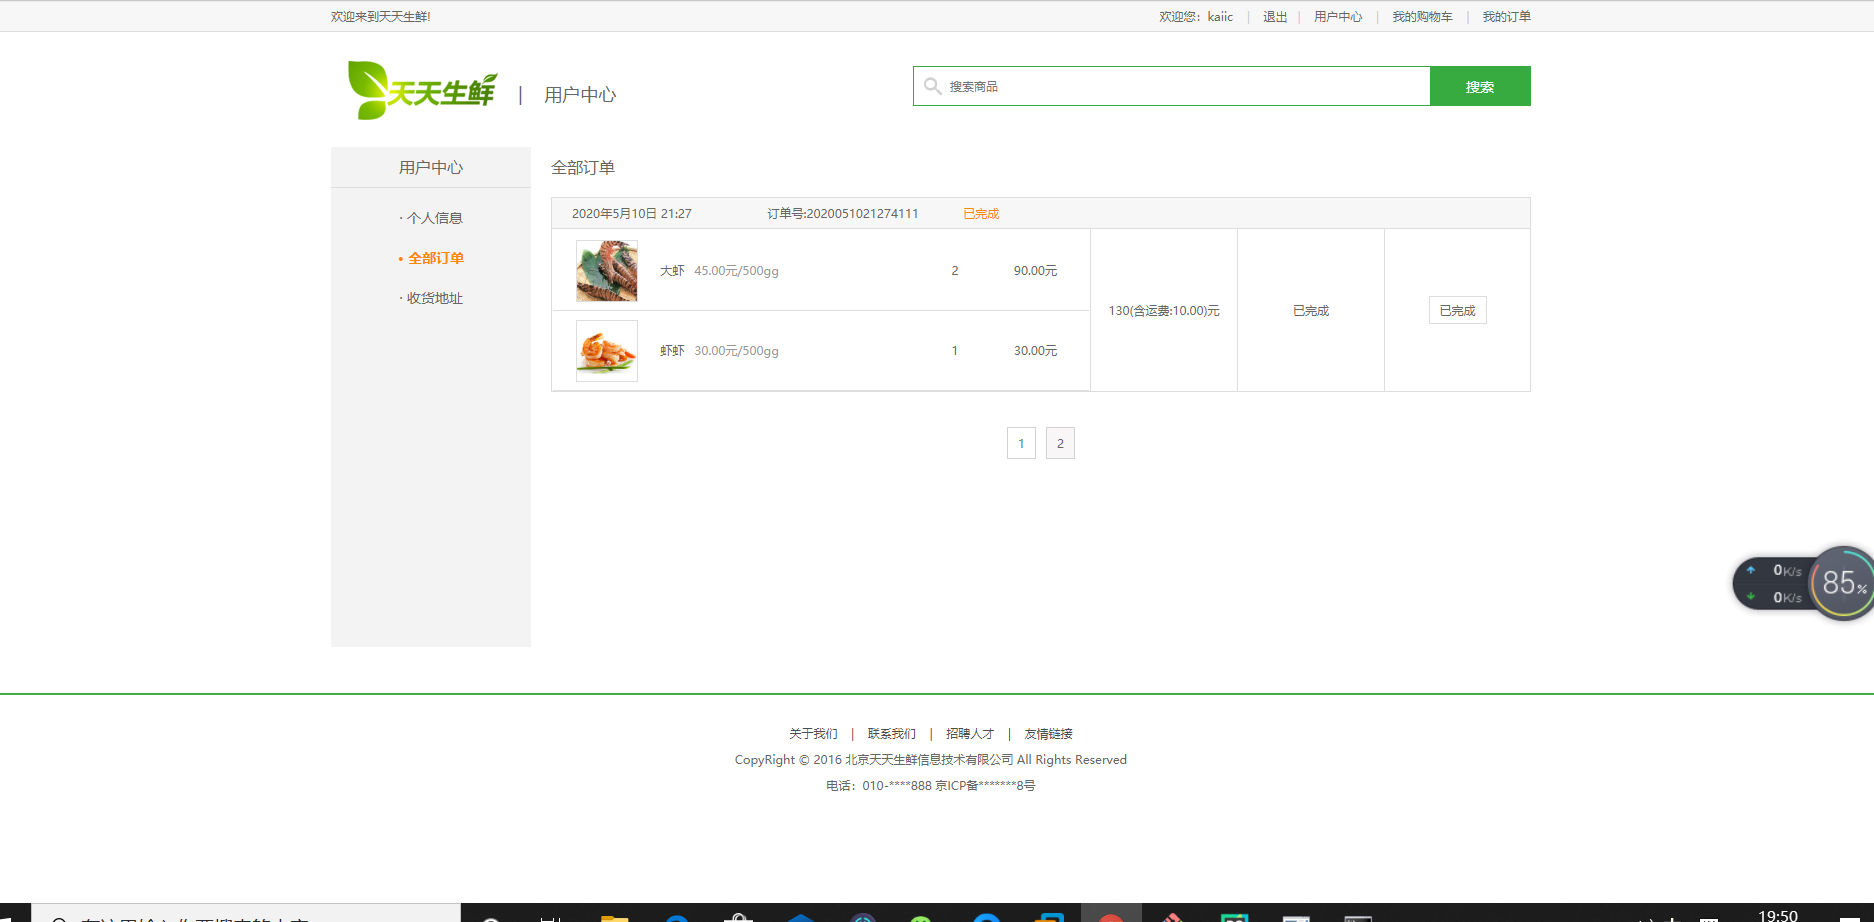 欢迎来到天天生鲜!
欢迎您：kaiic | 退出 | 用户中心 | 我的购物车 | 我的订单
天天生鲜 | 用户中心
搜索商品 搜索
用户中心
· 个人信息
· 全部订单
· 收货地址
全部订单
2020年5月10日 21:27 订单号:2020051021274111 已完成
大虾 45.00元/500gg 2 90.00元
虾虾 30.00元/500gg 1 30.00元
130(含运费:10.00)元 已完成 已完成
1 2
0K/s
0K/s
85%
关于我们 | 联系我们 | 招聘人才 | 友情链接
CopyRight © 2016 北京天天生鲜信息技术有限公司 All Rights Reserved
电话：010-****888 京ICP备*******8号
19:50